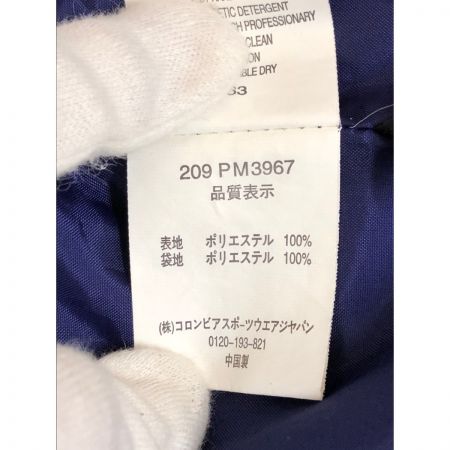 ETIC DETERGENT
CH PROFESSIONARY
CLEAN
ON
BLE DRY
209 PM3967
品質表示
表地 ポリエステル 100%
袋地 ポリエステル 100%
(株)コロンビアスポーツウエアジャパン
0120-193-821
中国製